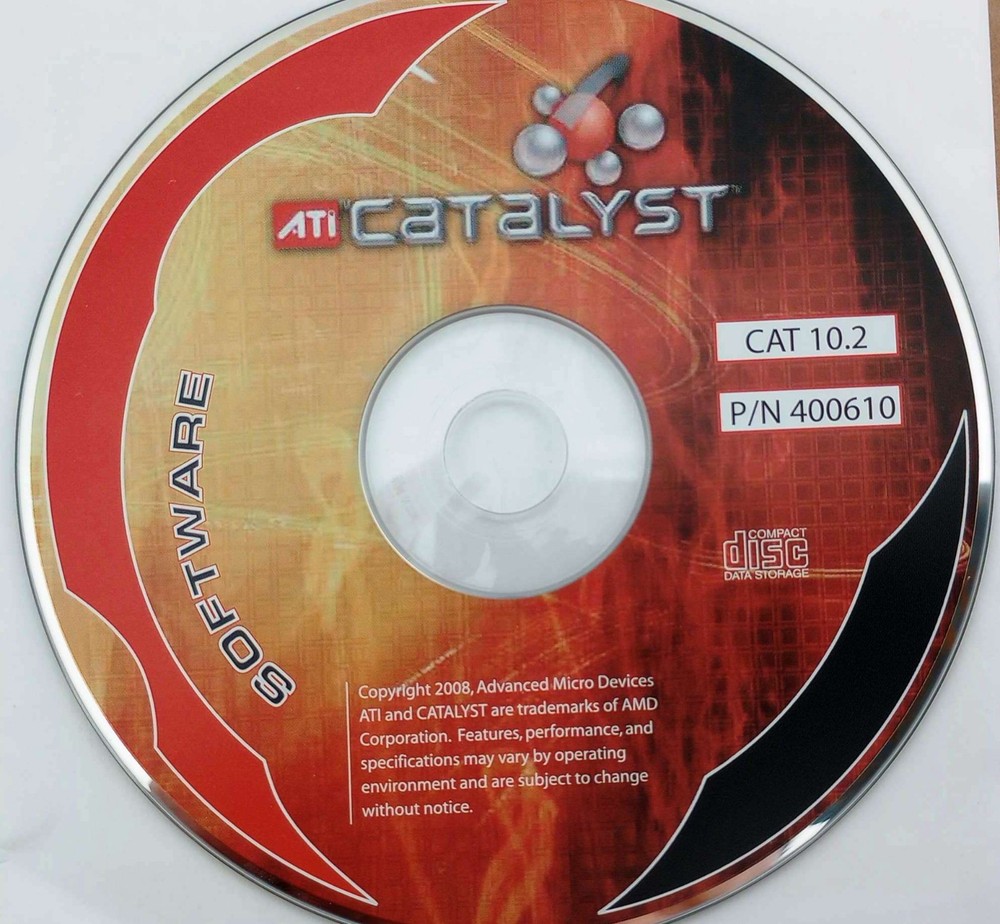 ATI™ CATALYST™
CAT 10.2
P/N 400610
SOFTWARE
COMPACT
disc
DATA STORAGE
Copyright 2008, Advanced Micro Devices
ATI and CATALYST are trademarks of AMD
Corporation. Features, performance, and
specifications may vary by operating
environment and are subject to change
without notice.